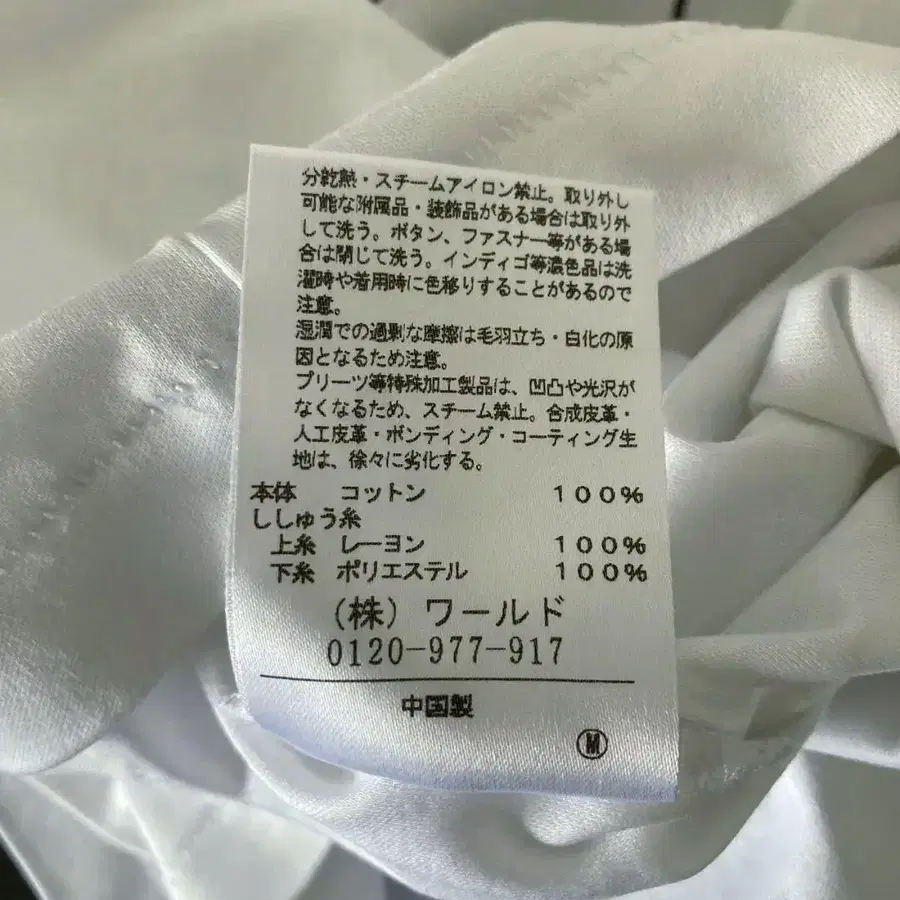 分乾熱・スチームアイロン禁止。取り外し
可能な附属品・装飾品がある場合は取り外
して洗う。ボタン、ファスナー等がある場
合は閉じて洗う。インディゴ等濃色品は洗
濯時や着用時に色移りすることがあるので
注意。
湿潤での過剰な摩擦は毛羽立ち・白化の原
因となるため注意。
プリーツ等特殊加工製品は、凹凸や光沢が
なくなるため、スチーム禁止。合成皮革・
人工皮革・ボンディング・コーティング生
地は、徐々に劣化する。
本体 コットン 100%
ししゅう糸
上糸 レーヨン 100%
下糸 ポリエステル 100%
(株) ワールド
0120-977-917
中国製
M